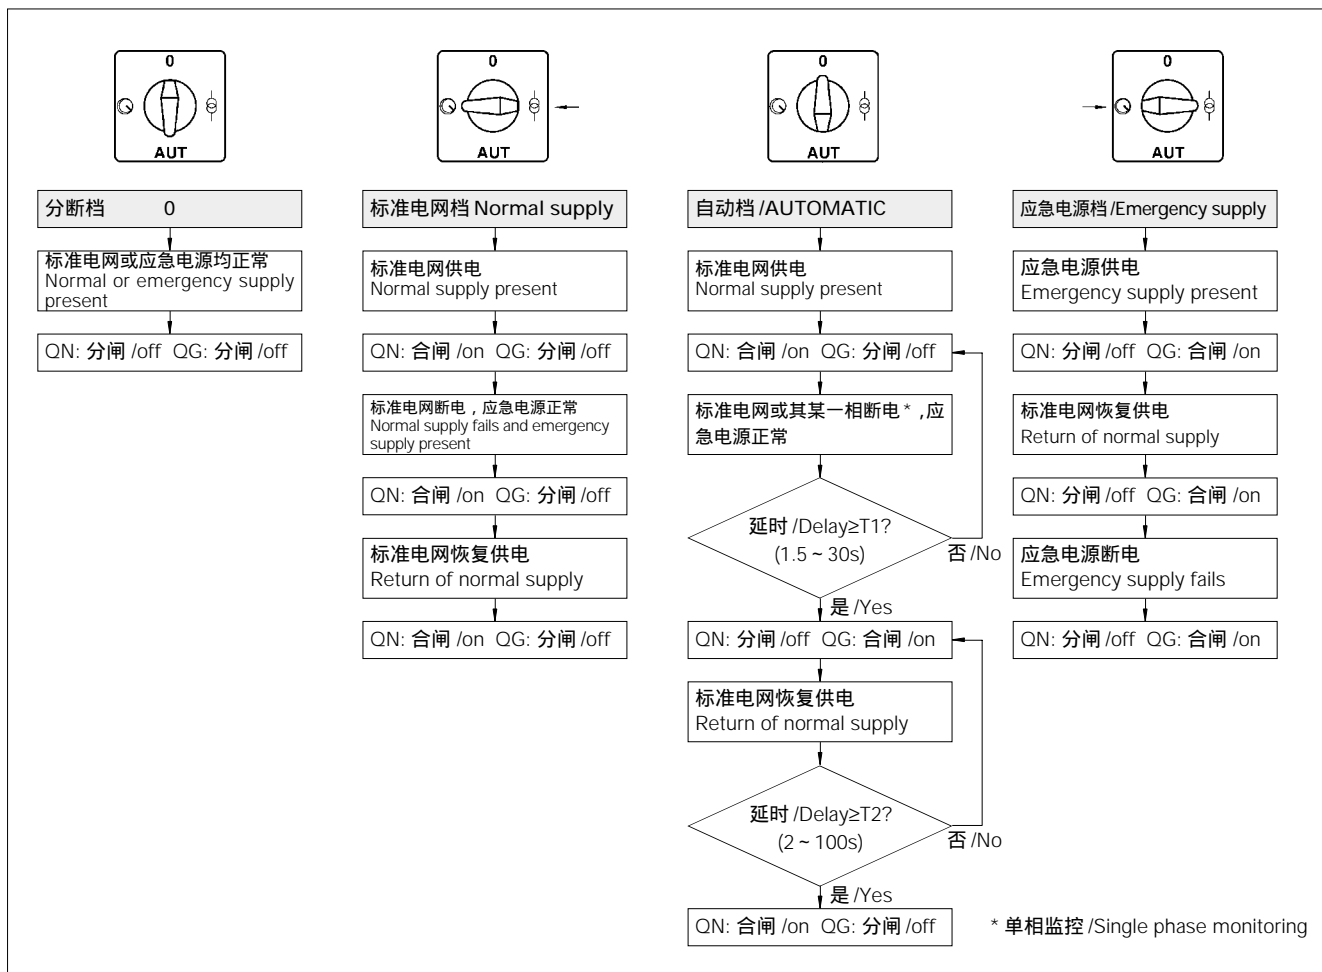 0
AUT
0
AUT
0
AUT
0
AUT
分断档 0
标准电网或应急电源均正常
Normal or emergency supply
present
QN: 分闸 /off QG: 分闸 /off
标准电网档 Normal supply
标准电网供电
Normal supply present
QN: 合闸 /on QG: 分闸 /off
标准电网断电，应急电源正常
Normal supply fails and emergency
supply present
QN: 合闸 /on QG: 分闸 /off
标准电网恢复供电
Return of normal supply
QN: 合闸 /on QG: 分闸 /off
自动档 /AUTOMATIC
标准电网供电
Normal supply present
QN: 合闸 /on QG: 分闸 /off
标准电网或其某一相断电*,应
急电源正常
延时 /Delay≥T1?
(1.5 ~ 30s)
否 /No
是 /Yes
QN: 分闸 /off QG: 合闸 /on
标准电网恢复供电
Return of normal supply
延时 /Delay≥T2?
(2 ~ 100s)
否 /No
是 /Yes
QN: 合闸 /on QG: 分闸 /off
应急电源档 /Emergency supply
应急电源供电
Emergency supply present
QN: 分闸 /off QG: 合闸 /on
标准电网恢复供电
Return of normal supply
QN: 分闸 /off QG: 合闸 /on
应急电源断电
Emergency supply fails
QN: 分闸 /off QG: 合闸 /on
* 单相监控 /Single phase monitoring